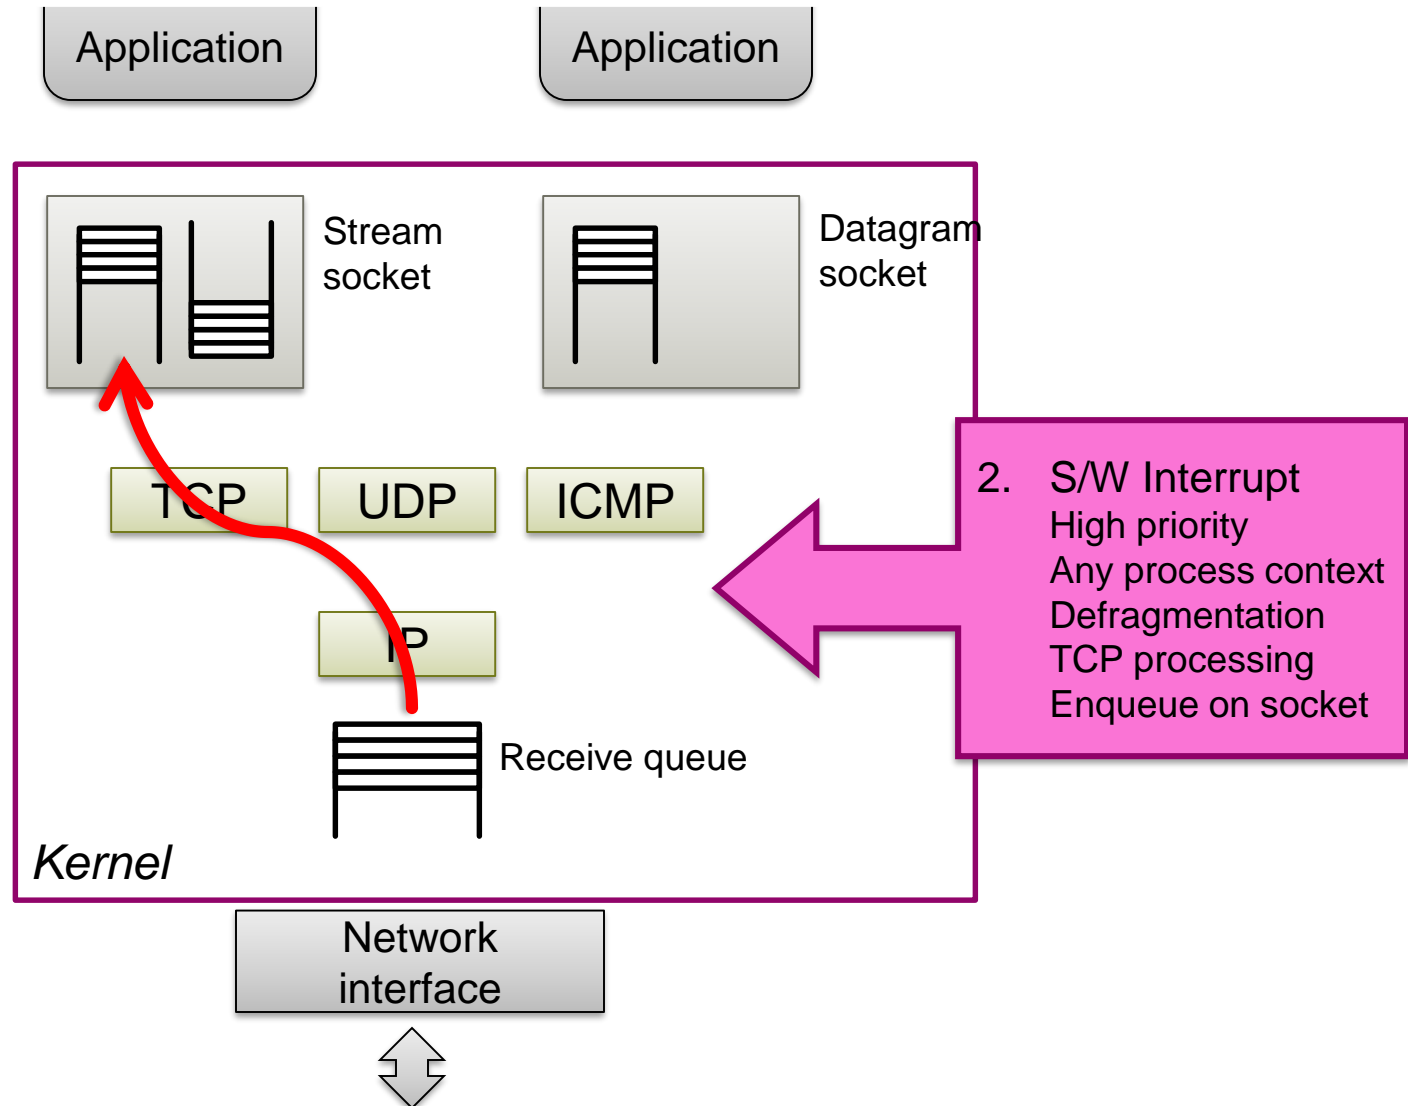 Application
Application
Stream
socket
Datagram
socket
TCP
UDP
ICMP
2. S/W Interrupt
High priority
Any process context
Defragmentation
TCP processing
Enqueue on socket
IP
Receive queue
Kernel
Network
interface